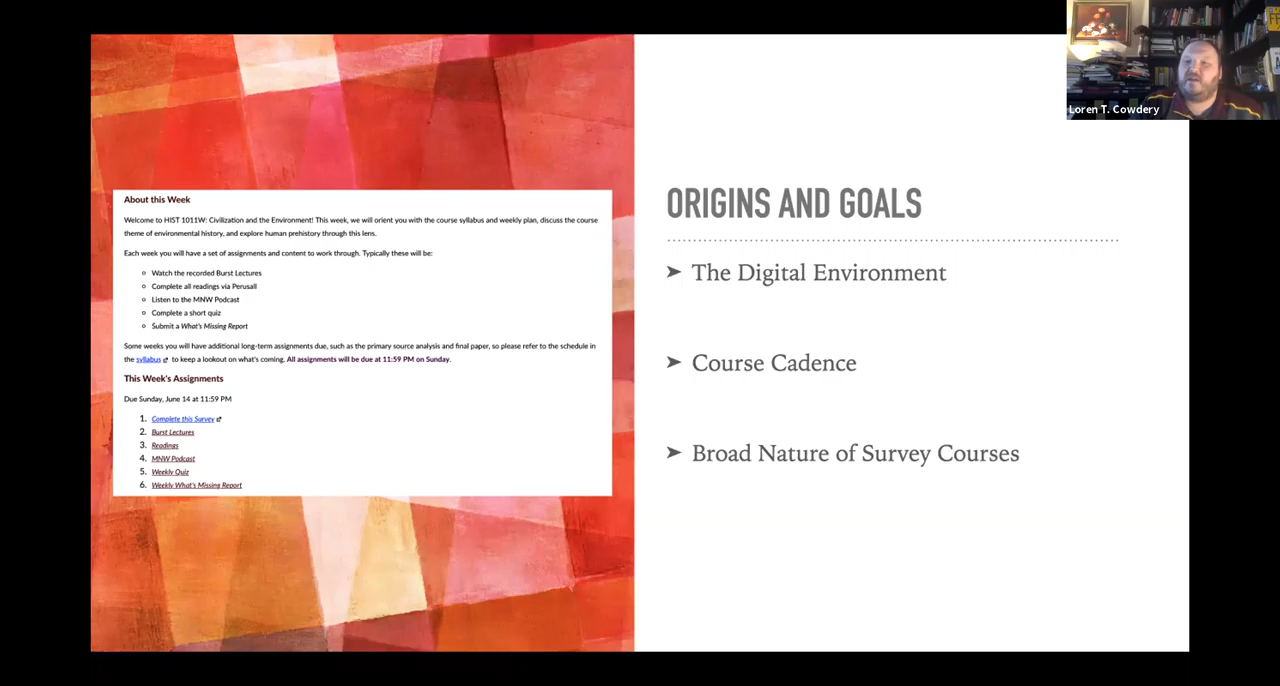 Loren T. Cowdery
About this Week
Welcome to HIST 1011W: Civilization and the Environment! This week, we will orient you with the course syllabus and weekly plan, discuss the course
theme of environmental history, and explore human prehistory through this lens.
Each week you will have a set of assignments and content to work through. Typically these will be:
Watch the recorded Burst Lectures
Complete all readings via Perusall
Listen to the MNW Podcast
Complete a short quiz
Submit a What's Missing Report
Some weeks you will have additional long-term assignments due, such as the primary source analysis and final paper, so please refer to the schedule in
the syllabus to keep a lookout on what's coming. All assignments will be due at 11:59 PM on Sunday.
This Week's Assignments
Due Sunday, June 14 at 11:59 PM
1. Complete this Survey
2. Burst Lectures
3. Readings
4. MNW Podcast
5. Weekly Quiz
6. Weekly What's Missing Report
ORIGINS AND GOALS
➤ The Digital Environment
➤ Course Cadence
➤ Broad Nature of Survey Courses